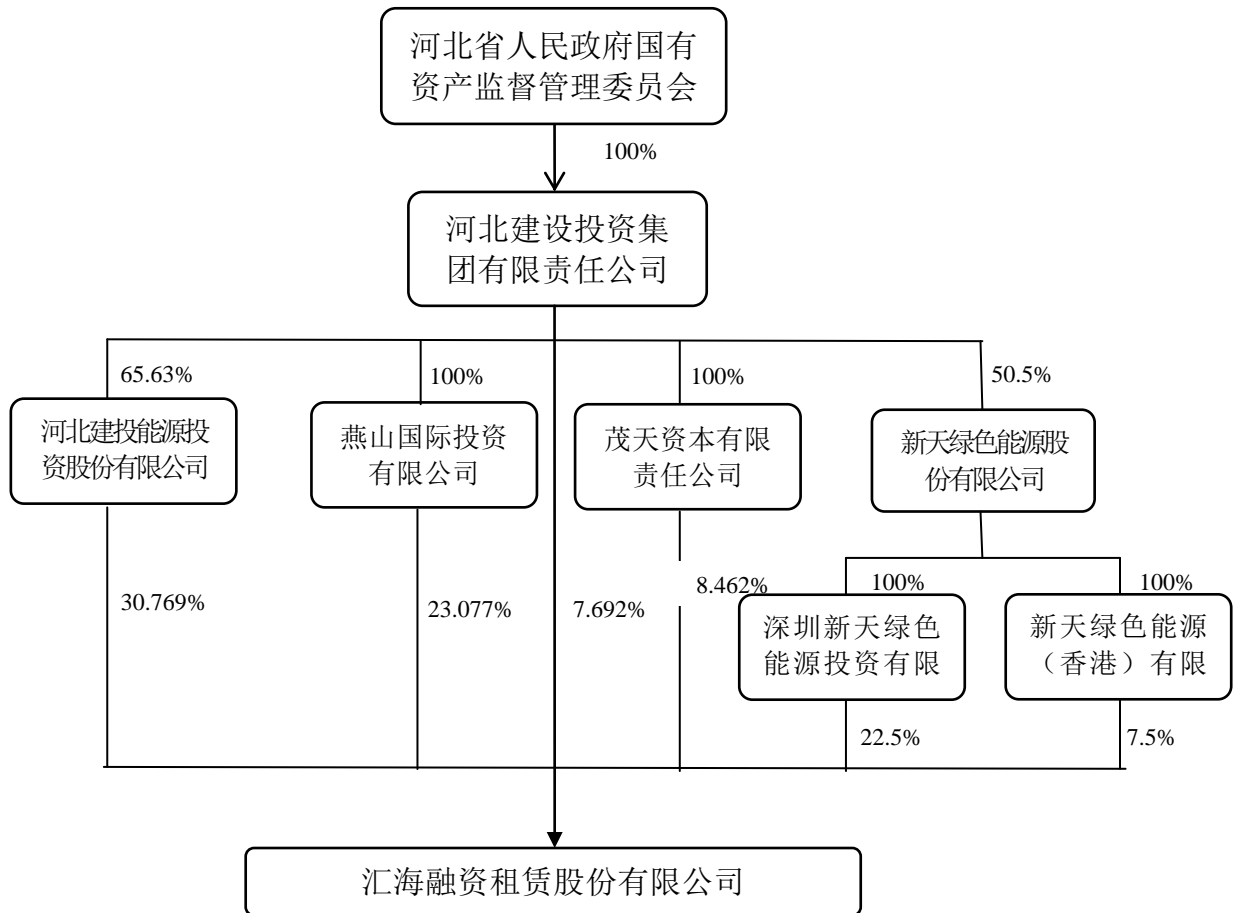 河北省人民政府国有
资产监督管理委员会
100%
河北建设投资集
团有限责任公司
65.63%
100%
100%
50.5%
河北建投能源投
资股份有限公司
燕山国际投资
有限公司
茂天资本有限
责任公司
新天绿色能源股
份有限公司
30.769%
23.077%
7.692%
8.462%
100%
100%
深圳新天绿色
能源投资有限
新天绿色能源
（香港）有限
22.5%
7.5%
汇海融资租赁股份有限公司